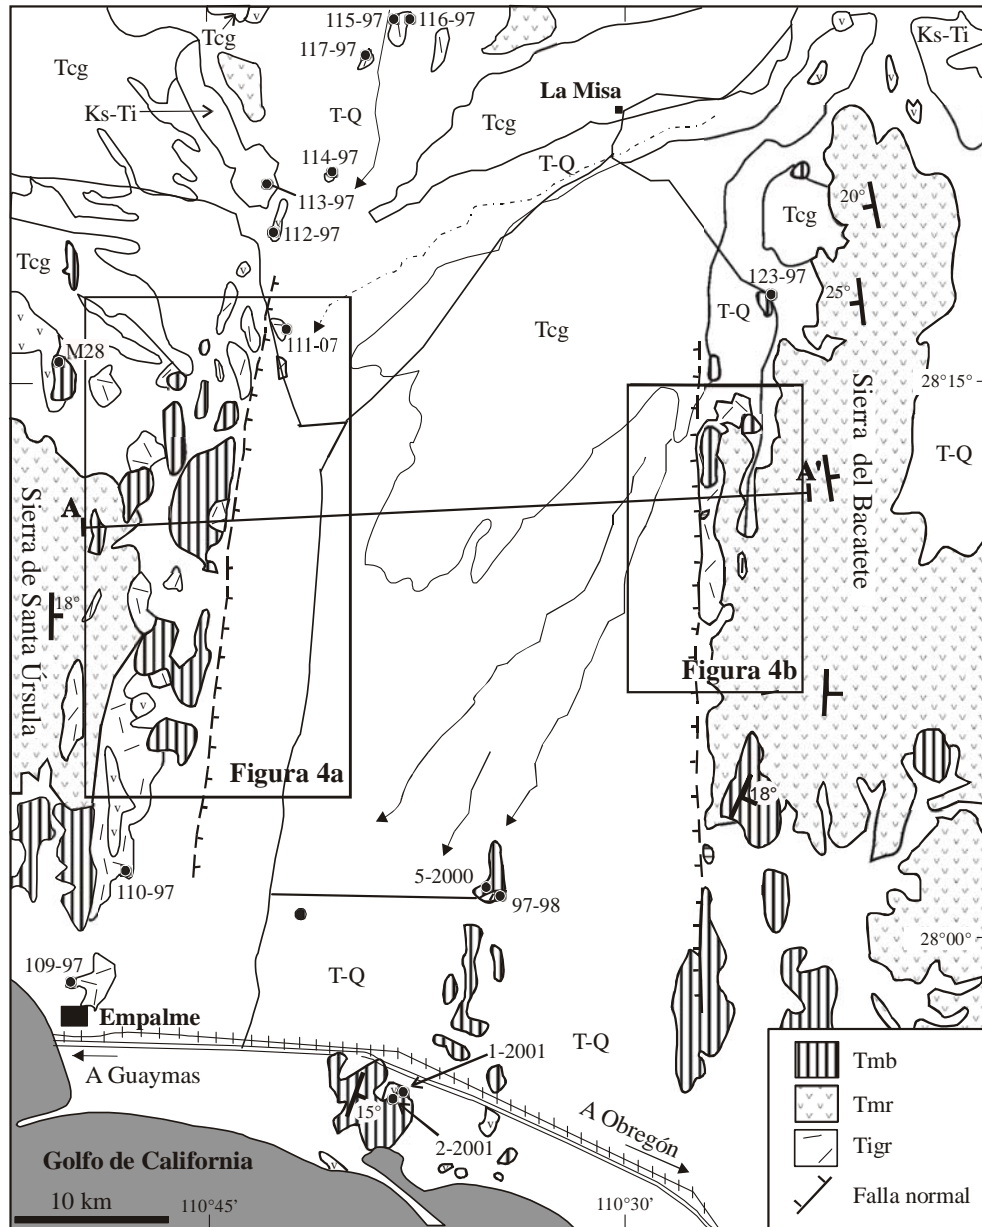 115-97
116-97
v
v
Tcg
Ks-Ti
117-97
Tcg
v
v
La Misa
Ks-Ti
T-Q
Tcg
v
114-97
T-Q
113-97
20°
Tcg
112-97
v
Tcg
v
123-97
25°
T-Q
v
v
111-07
Tcg
v
M28
v
28°15'
T-Q
A
A'
Sierra de Santa Úrsula
Sierra del Bacatete
18°
Figura 4b
v
Figura 4a
18°
v
v
5-2000
110-97
97-98
28°00'
109-97
T-Q
Empalme
T-Q
1-2001
A Guaymas
Tmb
v
15°
A Obregón
Tmr
v
2-2001
Tigr
Golfo de California
v
10 km
110°45'
110°30'
Falla normal